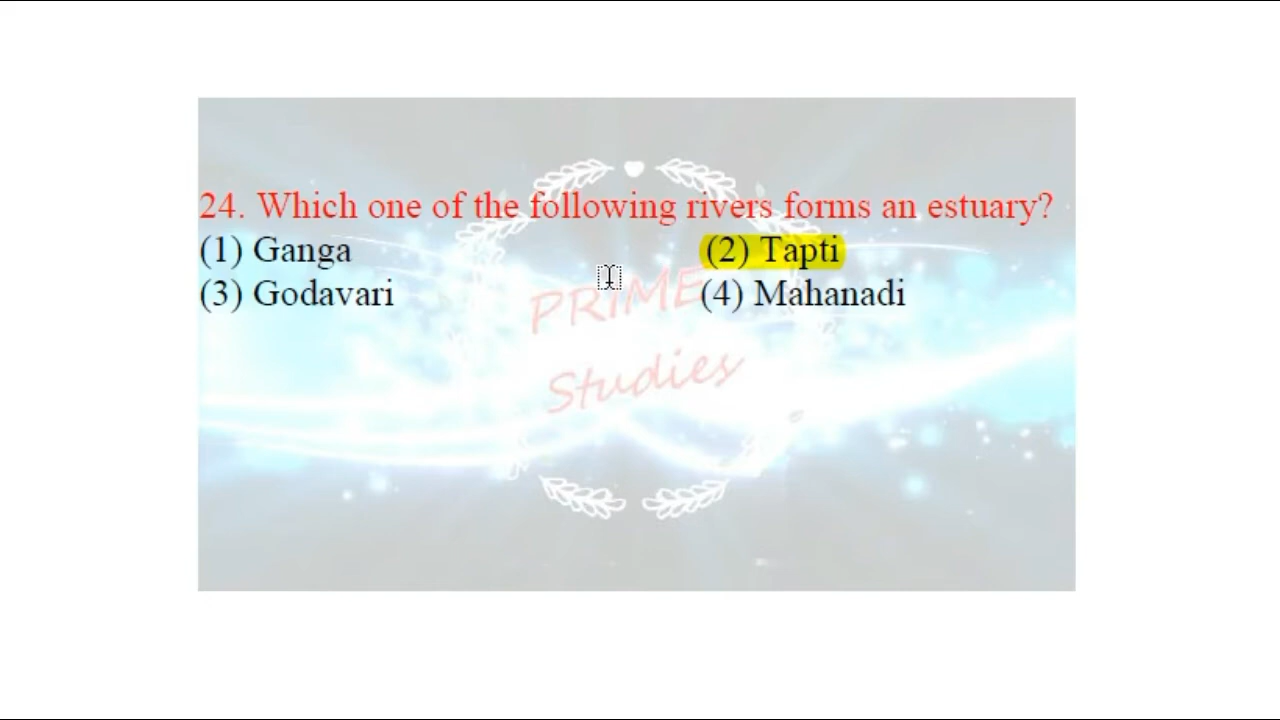 24. Which one of the following rivers forms an estuary?
(1) Ganga (2) Tapti
(3) Godavari (4) Mahanadi
PRIME
Studies